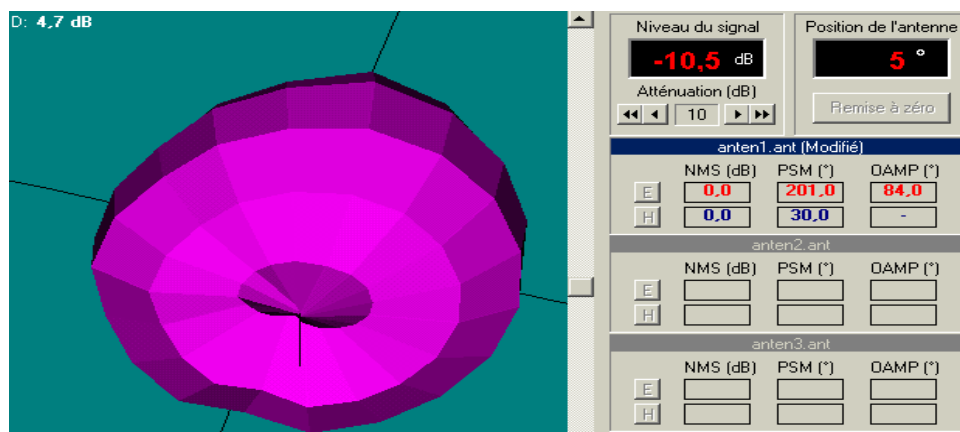 D: 4,7 dB
Niveau du signal
-10,5 dB
Atténuation (dB)
10
Position de l'antenne
5 °
Remise à zéro
anten1.ant (Modifié)
NMS (dB) PSM (°) OAMP (°)
E 0,0 201,0 84,0
H 0,0 30,0 -
anten2.ant
NMS (dB) PSM (°) OAMP (°)
E
H
anten3.ant
NMS (dB) PSM (°) OAMP (°)
E
H